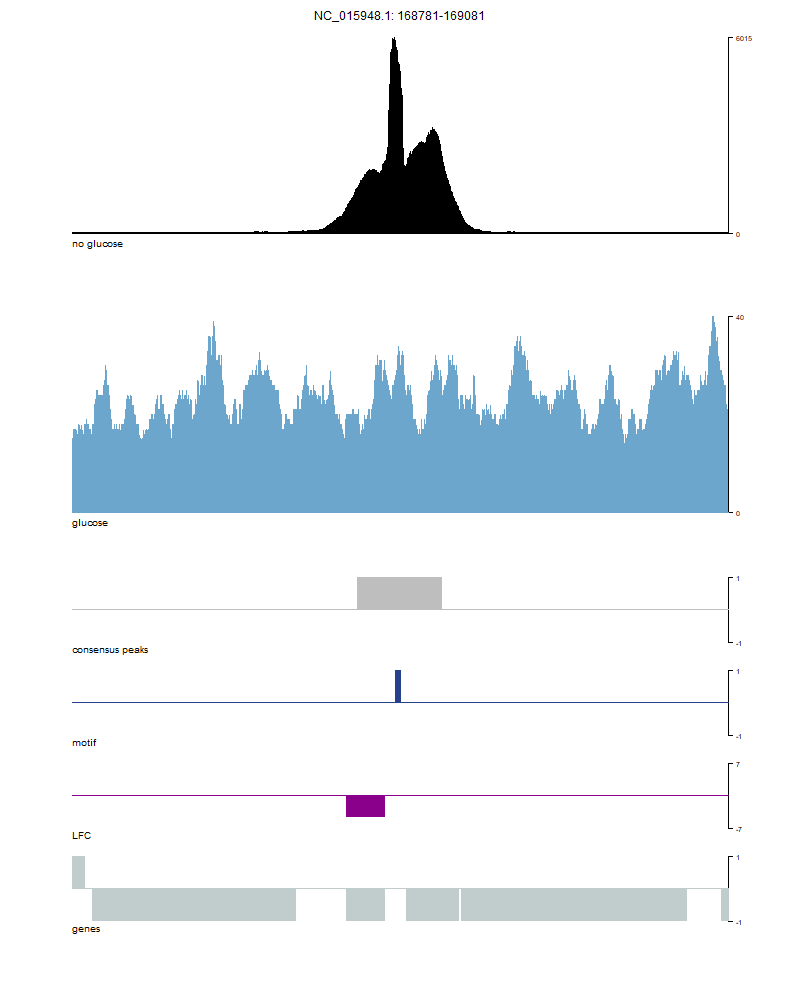 NC_015948.1: 168781-169081
6015
0
no glucose
40
0
glucose
1
-1
consensus peaks
1
-1
motif
7
-7
LFC
1
-1
genes